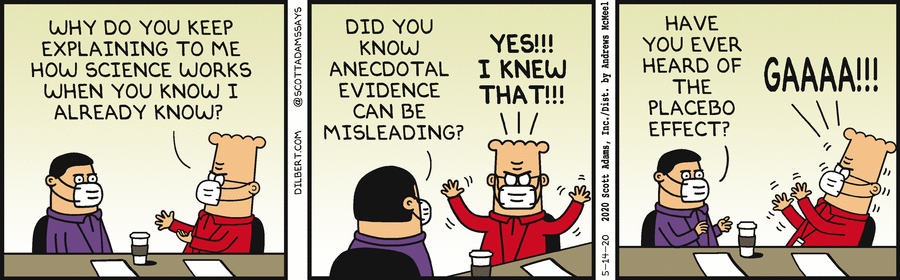 WHY DO YOU KEEP
EXPLAINING TO ME
HOW SCIENCE WORKS
WHEN YOU KNOW I
ALREADY KNOW?
DILBERT.COM @SCOTTADAMSSAYS
DID YOU
KNOW
ANECDOTAL
EVIDENCE
CAN BE
MISLEADING?
YES!!!
I KNEW
THAT!!!
5-14-20 2020 Scott Adams, Inc./Dist. by Andrews McMeel
HAVE
YOU EVER
HEARD OF
THE
PLACEBO
EFFECT?
GAAAA!!!